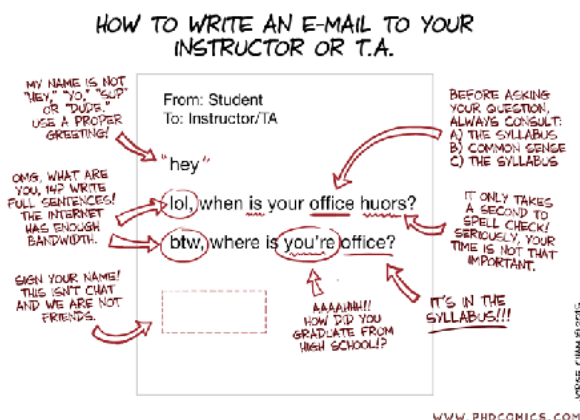 HOW TO WRITE AN E-MAIL TO YOUR
INSTRUCTOR OR T.A.
MY NAME IS NOT
"HEY," "YO," "SUP"
OR "DUDE."
USE A PROPER
GREETING!
OMG, WHAT ARE
YOU, 14? WRITE
FULL SENTENCES!
THE INTERNET
HAS ENOUGH
BANDWIDTH.
SIGN YOUR NAME!
THIS ISN'T CHAT
AND WE ARE NOT
FRIENDS.
From: Student
To: Instructor/TA
"hey"
lol, when is your office huors?
btw, where is you're office?
AAAAHHH!!
HOW DID YOU
GRADUATE FROM
HIGH SCHOOL!?
BEFORE ASKING
YOUR QUESTION,
ALWAYS CONSULT:
A) THE SYLLABUS
B) COMMON SENSE
C) THE SYLLABUS
IT ONLY TAKES
A SECOND TO
SPELL CHECK!
SERIOUSLY, YOUR
TIME IS NOT THAT
IMPORTANT.
IT'S IN THE
SYLLABUS!!!
JORGE CHAM © 2015
WWW.PHDCOMICS.COM